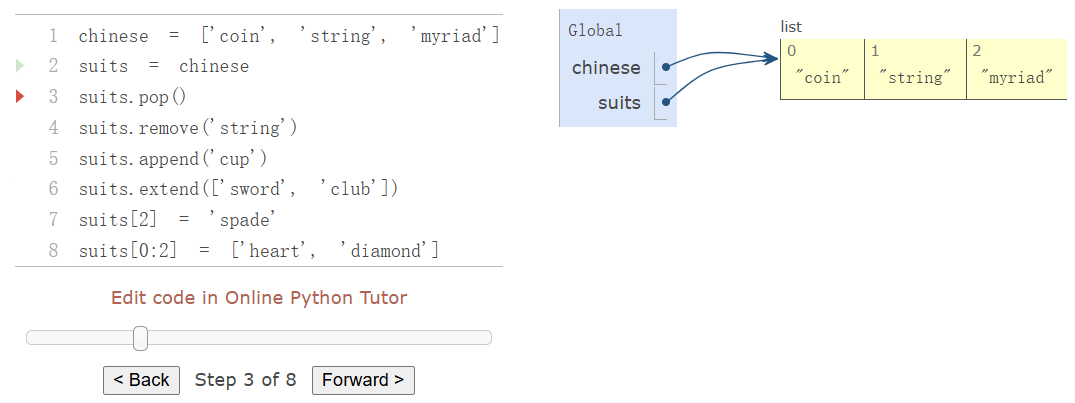 1 chinese = ['coin', 'string', 'myriad']
2 suits = chinese
3 suits.pop()
4 suits.remove('string')
5 suits.append('cup')
6 suits.extend(['sword', 'club'])
7 suits[2] = 'spade'
8 suits[0:2] = ['heart', 'diamond']
Edit code in Online Python Tutor
< Back Step 3 of 8 Forward >
Global
chinese
suits
list
0 1 2
"coin" "string" "myriad"